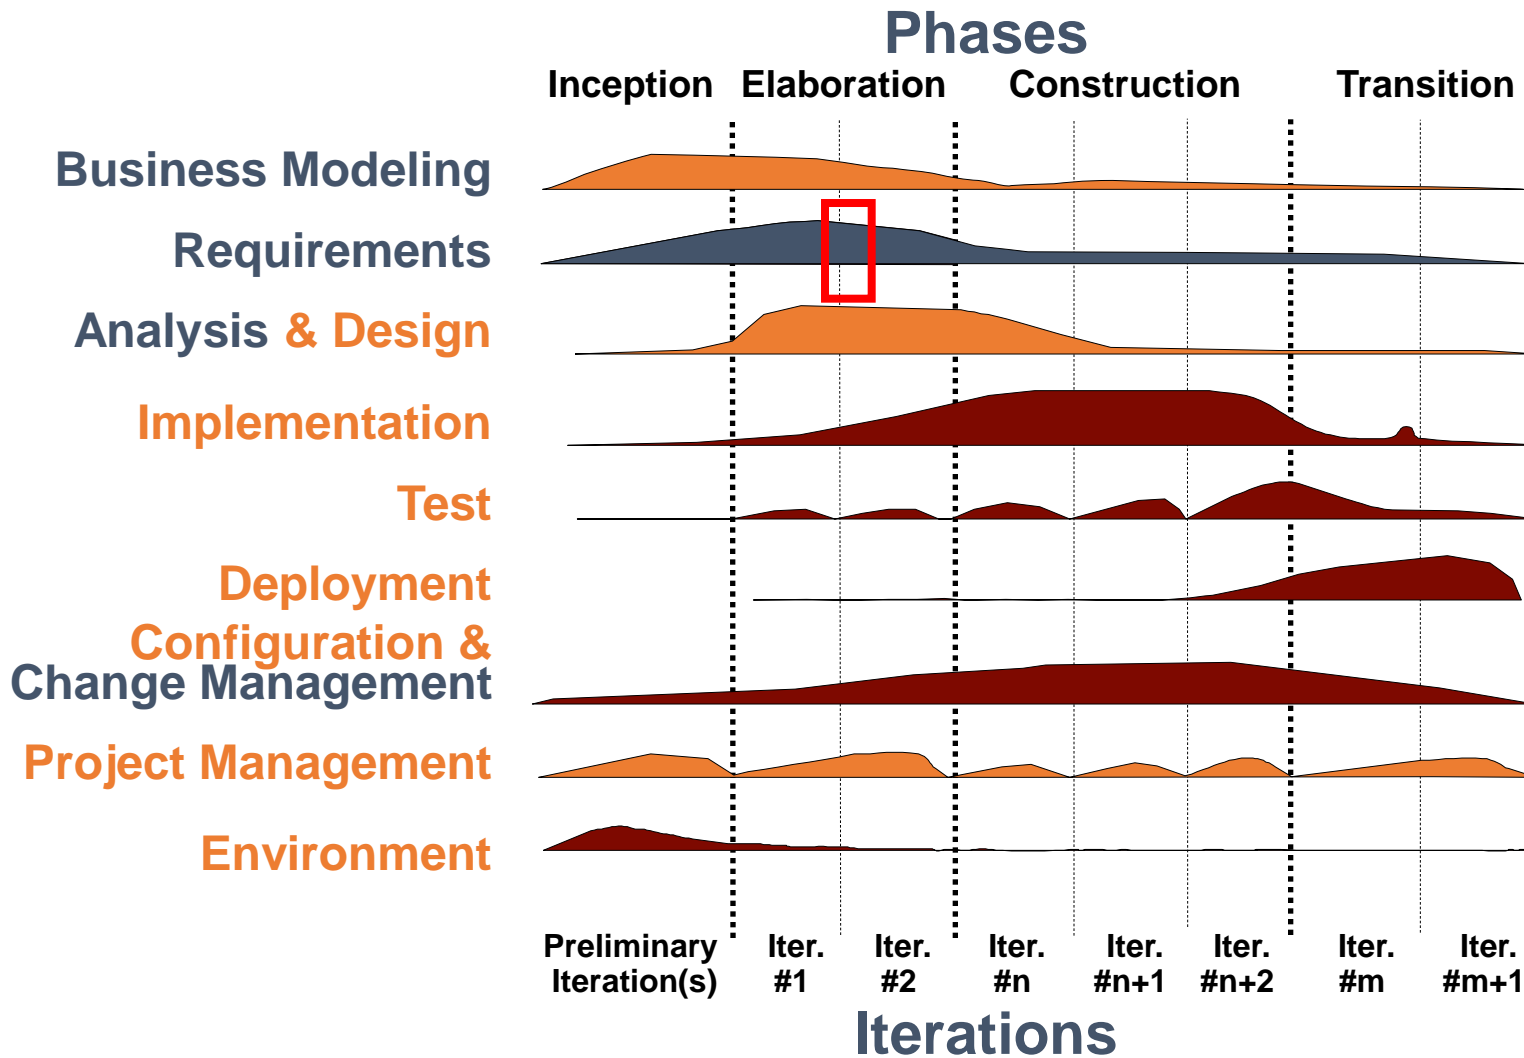 Phases
Inception Elaboration Construction Transition
Business Modeling
Requirements
Analysis & Design
Implementation
Test
Deployment
Configuration &
Change Management
Project Management
Environment
Preliminary Iter. Iter. Iter. Iter. Iter. Iter. Iter.
Iteration(s) #1 #2 #n #n+1 #n+2 #m #m+1
Iterations